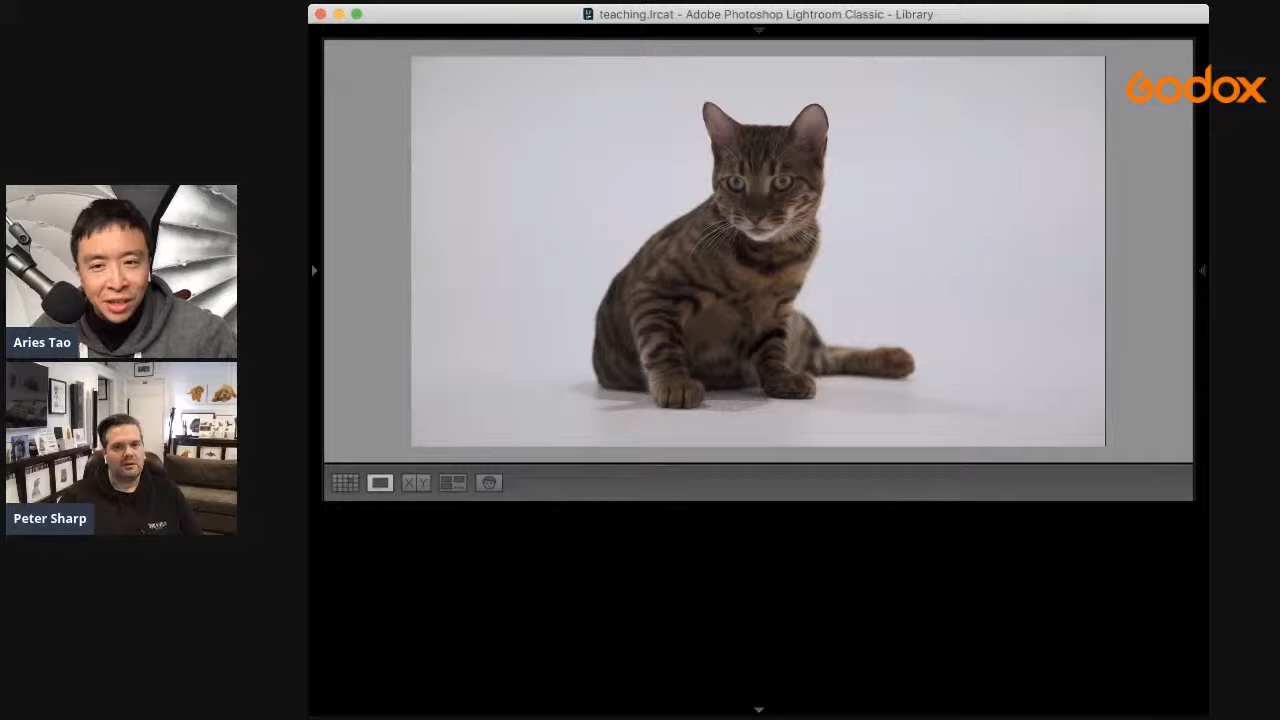 teaching.lrcat - Adobe Photoshop Lightroom Classic - Library
Godox
Aries Tao
Peter Sharp
X Y